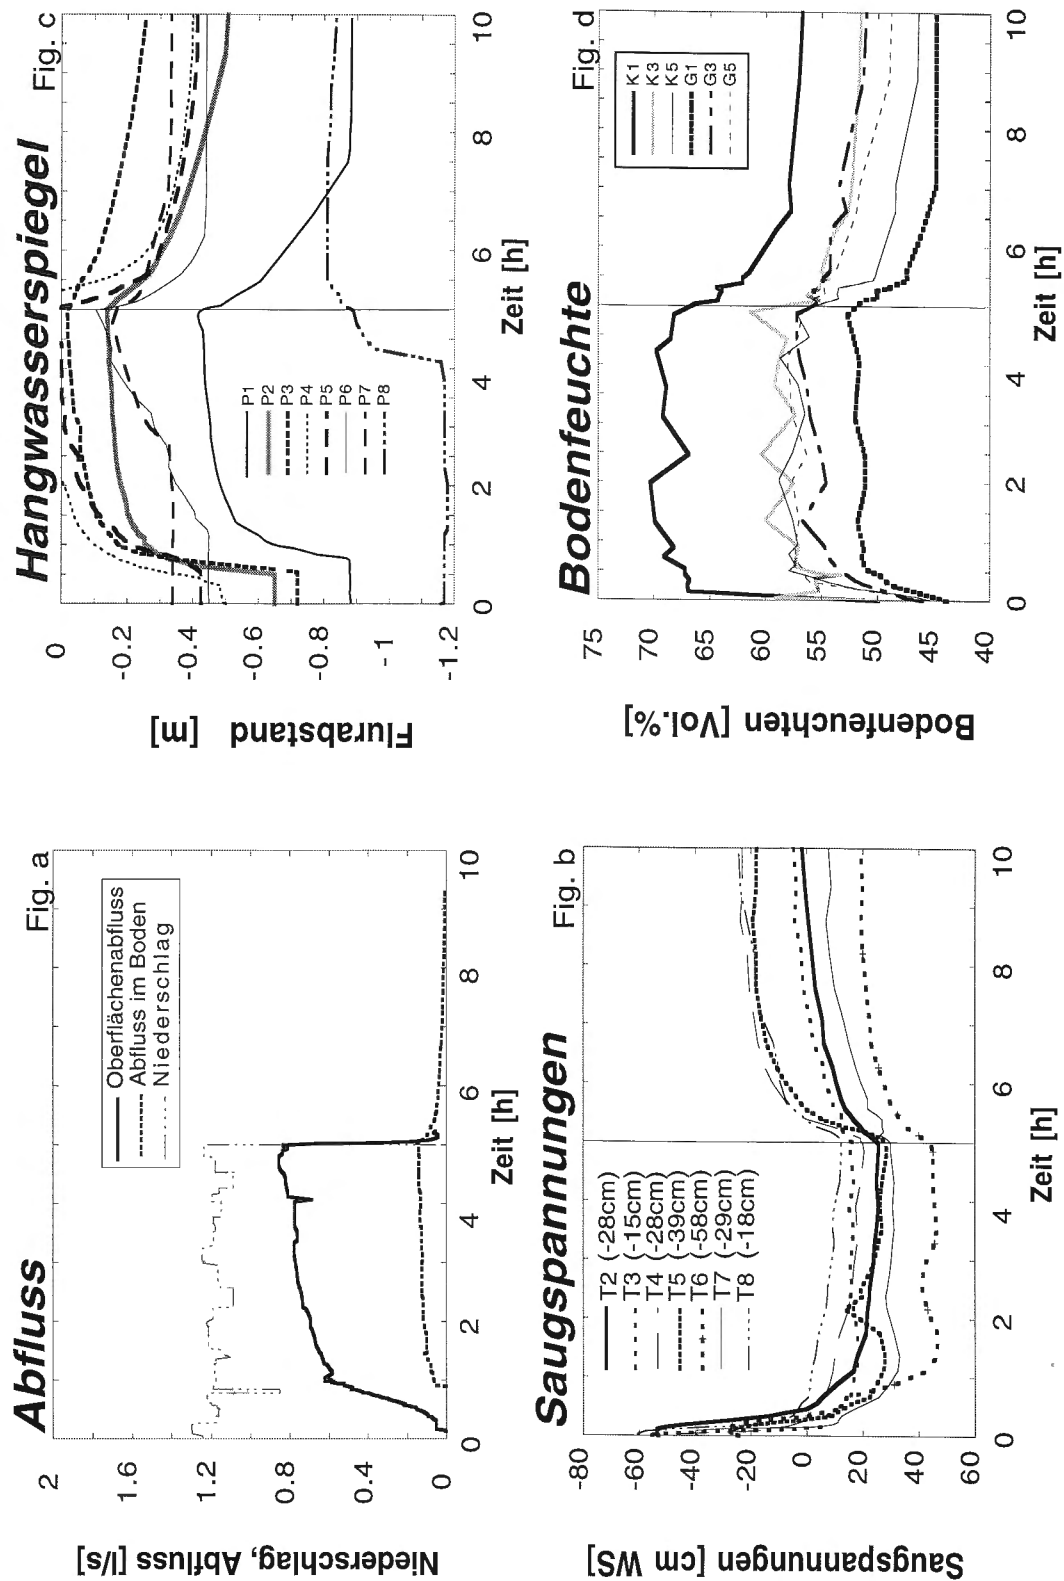 Abfluss
Fig. a
Oberflächenabfluss
Abfluss im Boden
Niederschlag
Niederschlag, Abfluss [l/s]
2
1.6
1.2
0.8
0.4
0
0
2
4
6
8
10
Zeit [h]
Hangwasserspiegel
Fig. c
P1
P2
P3
P4
P5
P6
P7
P8
Flurabstand [m]
0
-0.2
-0.4
-0.6
-0.8
-1
-1.2
0
2
4
6
8
10
Zeit [h]
Saugspannungen
Fig. b
T2 (-28cm)
T3 (-15cm)
T4 (-28cm)
T5 (-39cm)
T6 (-58cm)
T7 (-29cm)
T8 (-18cm)
Saugspannungen [cm WS]
-80
-60
-40
-20
0
20
40
60
0
2
4
6
8
10
Zeit [h]
Bodenfeuchte
Fig. d
K1
K3
K5
G1
G3
G5
Bodenfeuchten [Vol.%]
75
70
65
60
55
50
45
40
0
2
4
6
8
10
Zeit [h]